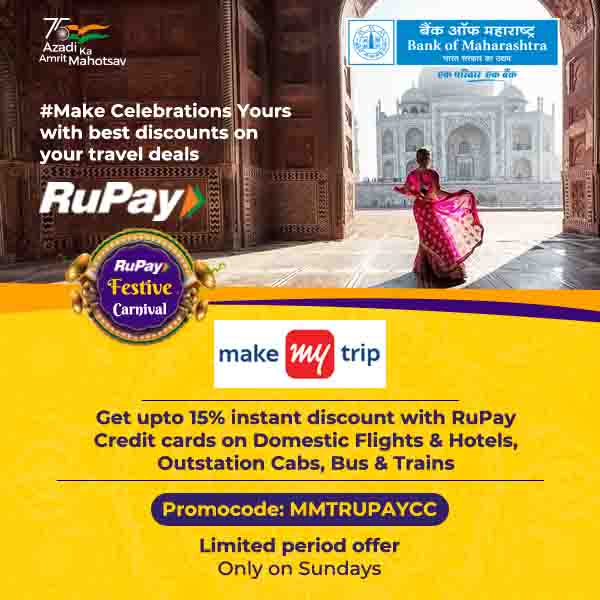 75
Azadi Ka
Amrit Mahotsav
बैंक ऑफ महाराष्ट्र
Bank of Maharashtra
भारत सरकार का उद्यम
एक परिवार एक बैंक
#Make Celebrations Yours
with best discounts on
your travel deals
RuPay
RuPay
Festive
Carnival
make my trip
Get upto 15% instant discount with RuPay
Credit cards on Domestic Flights & Hotels,
Outstation Cabs, Bus & Trains
Promocode: MMTRUPAYCC
Limited period offer
Only on Sundays